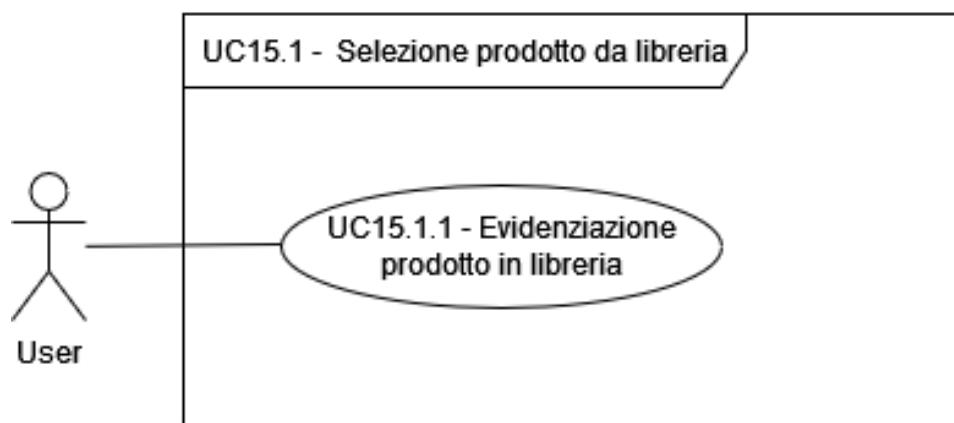 UC15.1 - Selezione prodotto da libreria
UC15.1.1 - Evidenziazione
prodotto in libreria
User